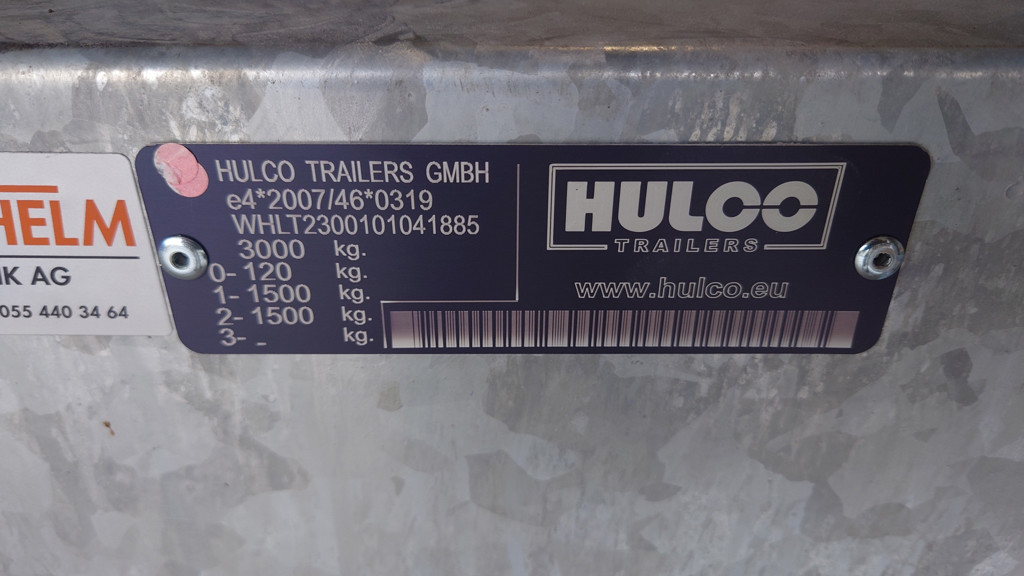 HELM
IK AG
055 440 34 64
HULCO TRAILERS GMBH
e4*2007/46*0319
WHLT2300101041885
3000 kg.
0- 120 kg.
1- 1500 kg.
2- 1500 kg.
3- - kg.
HULCO
TRAILERS
www.hulco.eu